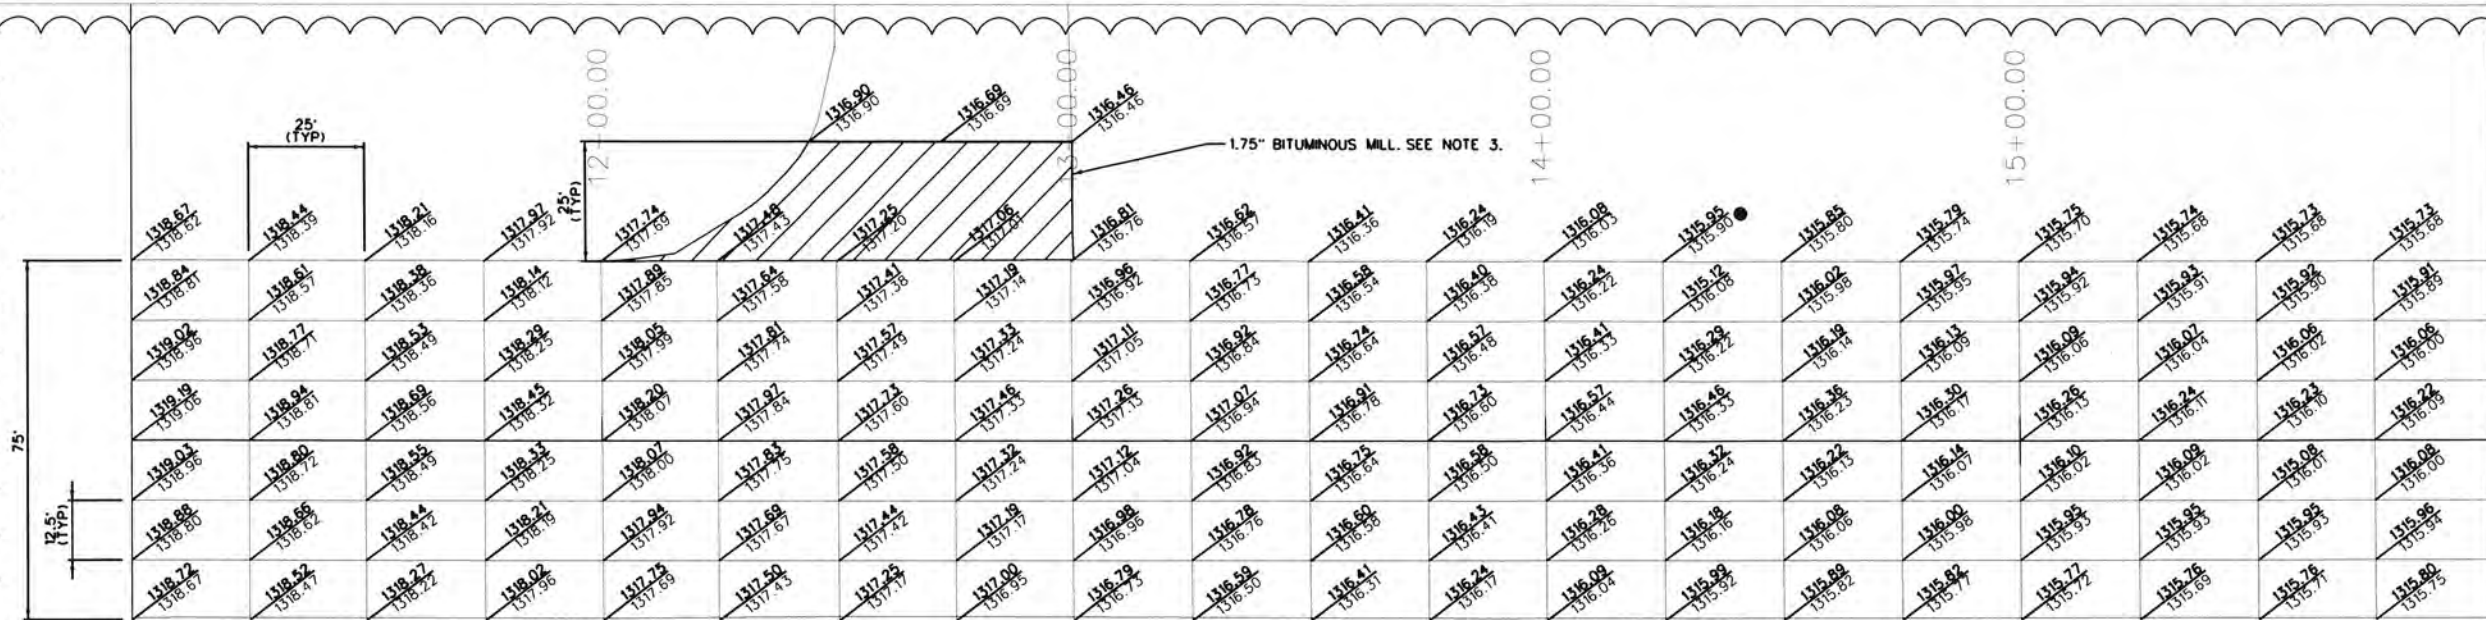 12+00.00
13+00.00
14+00.00
15+00.00
1316.90
1316.90
1316.69
1316.69
1316.46
1316.46
25'
(TYP)
25'
(TYP)
1.75" BITUMINOUS MILL. SEE NOTE 3.
1318.67 1318.44 1318.21 1317.97 1317.74 1317.48 1317.25 1317.06 1316.81 1316.62 1316.41 1316.24 1316.08 1315.95 1315.85 1315.79 1315.75 1315.74 1315.73 1315.73
1318.62 1318.39 1318.16 1317.92 1317.69 1317.43 1317.20 1317.01 1316.76 1316.57 1316.36 1316.19 1316.03 1315.90 1315.80 1315.74 1315.70 1315.68 1315.68 1315.68
1318.84 1318.61 1318.38 1318.14 1317.89 1317.64 1317.41 1317.19 1316.96 1316.77 1316.58 1316.40 1316.24 1315.12 1316.02 1315.97 1315.94 1315.93 1315.92 1315.91
1318.81 1318.57 1318.36 1318.12 1317.85 1317.58 1317.38 1317.14 1316.92 1316.73 1316.54 1316.38 1316.22 1316.08 1315.98 1315.95 1315.92 1315.91 1315.90 1315.89
1319.02 1318.77 1318.53 1318.29 1318.05 1317.81 1317.57 1317.33 1317.11 1316.92 1316.74 1316.57 1316.41 1316.29 1316.19 1316.13 1316.09 1316.07 1316.06 1316.06
1318.96 1318.71 1318.49 1318.25 1317.99 1317.74 1317.49 1317.24 1317.05 1316.84 1316.64 1316.48 1316.33 1316.22 1316.14 1316.09 1316.06 1316.04 1316.02 1316.00
1319.19 1318.94 1318.69 1318.45 1318.20 1317.97 1317.73 1317.46 1317.26 1317.07 1316.91 1316.73 1316.57 1316.46 1316.36 1316.30 1316.26 1316.24 1316.23 1316.22
1319.06 1318.81 1318.56 1318.32 1318.07 1317.84 1317.60 1317.33 1317.13 1316.94 1316.78 1316.60 1316.44 1316.33 1316.23 1316.17 1316.13 1316.11 1316.10 1316.09
75'
1319.03 1318.80 1318.55 1318.33 1318.07 1317.83 1317.58 1317.32 1317.12 1316.92 1316.75 1316.58 1316.41 1316.32 1316.22 1316.14 1316.10 1316.09 1315.08 1316.08
1318.96 1318.72 1318.49 1318.25 1318.00 1317.75 1317.50 1317.24 1317.04 1316.83 1316.64 1316.50 1316.36 1316.24 1316.13 1316.07 1316.02 1316.02 1316.01 1316.00
12.5'
(TYP)
1318.88 1318.66 1318.44 1318.21 1317.94 1317.69 1317.44 1317.19 1316.98 1316.78 1316.60 1316.43 1316.28 1316.18 1316.08 1316.00 1315.95 1315.95 1315.95 1315.96
1318.80 1318.62 1318.42 1318.19 1317.92 1317.67 1317.42 1317.17 1316.96 1316.76 1316.58 1316.41 1316.26 1316.16 1316.06 1315.98 1315.93 1315.93 1315.93 1315.94
1318.72 1318.52 1318.27 1318.02 1317.75 1317.50 1317.25 1317.00 1316.79 1316.59 1316.41 1316.24 1316.09 1315.99 1315.89 1315.82 1315.77 1315.76 1315.76 1315.80
1318.67 1318.47 1318.22 1317.96 1317.69 1317.43 1317.17 1316.95 1316.73 1316.50 1316.31 1316.17 1316.04 1315.92 1315.82 1315.77 1315.72 1315.69 1315.71 1315.75